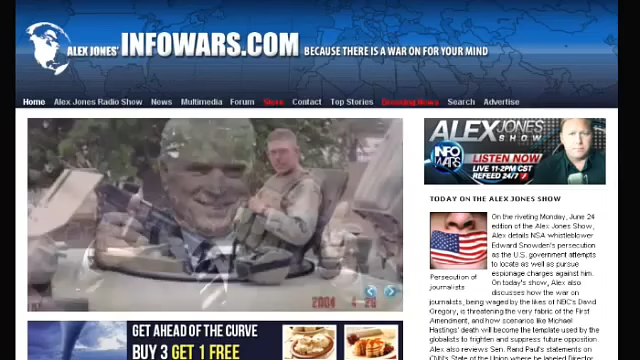 ALEX JONES' INFOWARS.COM BECAUSE THERE IS A WAR ON FOR YOUR MIND
Home Alex Jones Radio Show News Multimedia Forum Store Contact Top Stories Breaking News Search Advertise
2004 4 28
ALEX JONES
SHOW
INFO
WARS
LISTEN NOW
LIVE 11-2PM CST
REFEED 24/7
TODAY ON THE ALEX JONES SHOW
On the riveting Monday, June 24
edition of the Alex Jones Show,
Alex details NSA whistleblower
Edward Snowden's persecution
as the U.S. government attempts
to locate as well as pursue
espionage charges against him.
On today's show, Alex also
discusses how the war on
Persecution of
journalists
journalists, being waged by the likes of NBC's David
Gregory, is threatening the very fabric of the First
Amendment, and how scenarios like Michael
Hastings' death will become the template used by the
globalists to frighten and suppress future opposition.
Alex also reviews Sen. Rand Paul's statements on
CNN's State of the Union where he labeled Director
GET AHEAD OF THE CURVE
BUY 3 GET 1 FREE